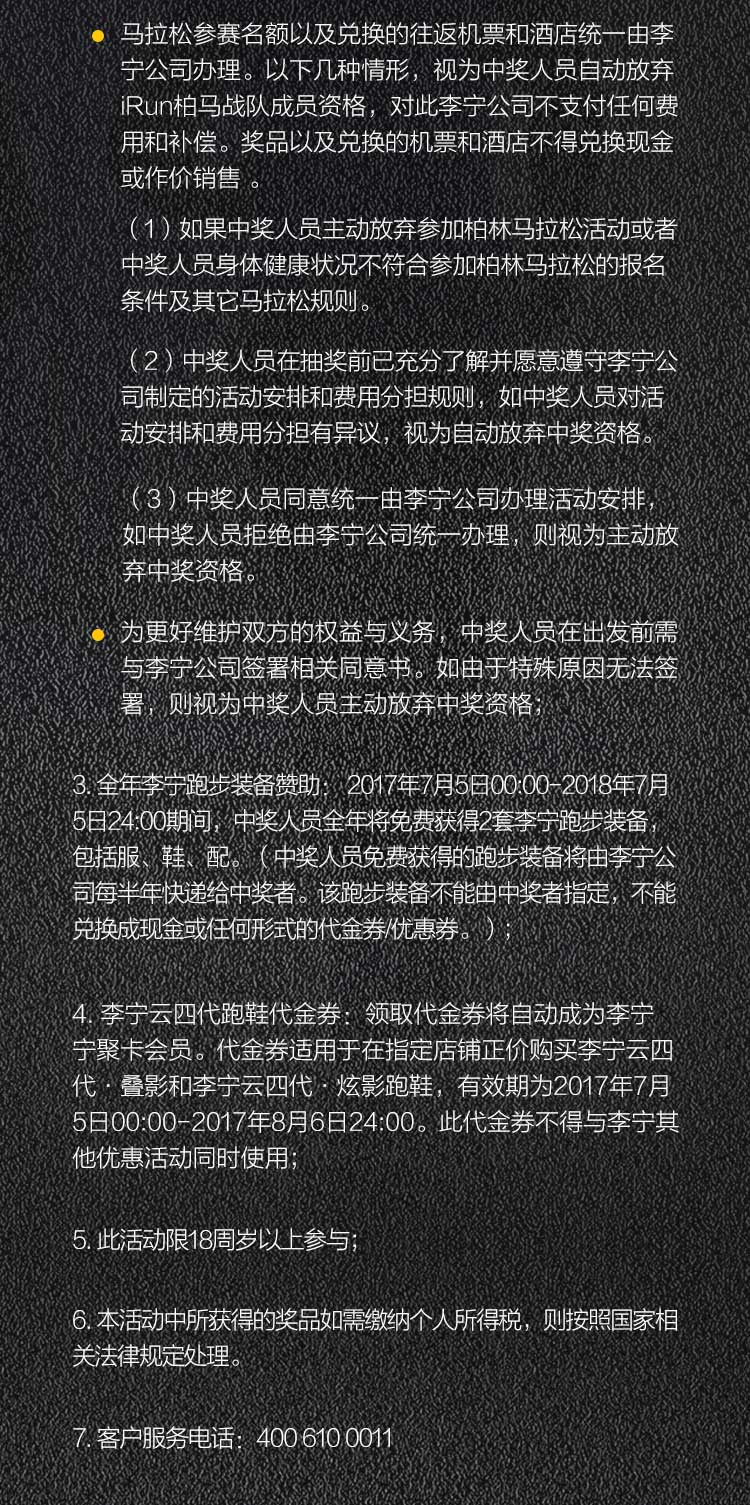 马拉松参赛名额以及兑换的往返机票和酒店统一由李
宁公司办理。以下几种情形，视为中奖人员自动放弃
iRun柏马战队成员资格，对此李宁公司不支付任何费
用和补偿。奖品以及兑换的机票和酒店不得兑换现金
或作价销售 。
（1）如果中奖人员主动放弃参加柏林马拉松活动或者
中奖人员身体健康状况不符合参加柏林马拉松的报名
条件及其它马拉松规则。
（2）中奖人员在抽奖前已充分了解并愿意遵守李宁公
司制定的活动安排和费用分担规则，如中奖人员对活
动安排和费用分担有异议，视为自动放弃中奖资格。
（3）中奖人员同意统一由李宁公司办理活动安排，
如中奖人员拒绝由李宁公司统一办理，则视为主动放
弃中奖资格。
为更好维护双方的权益与义务，中奖人员在出发前需
与李宁公司签署相关同意书。如由于特殊原因无法签
署，则视为中奖人员主动放弃中奖资格；
3. 全年李宁跑步装备赞助： 2017年7月5日00:00-2018年7月
5日24:00期间，中奖人员全年将免费获得2套李宁跑步装备，
包括服、鞋、配。（中奖人员免费获得的跑步装备将由李宁公
司每半年快递给中奖者。该跑步装备不能由中奖者指定，不能
兑换成现金或任何形式的代金券/优惠券。）；
4. 李宁云四代跑鞋代金券：领取代金券将自动成为李宁
宁聚卡会员。代金券适用于在指定店铺正价购买李宁云四
代·叠影和李宁云四代·炫影跑鞋，有效期为2017年7月
5日00:00-2017年8月6日24:00。此代金券不得与李宁其
他优惠活动同时使用；
5. 此活动限18周岁以上参与；
6. 本活动中所获得的奖品如需缴纳个人所得税，则按照国家相
关法律规定处理。
7. 客户服务电话：400 610 0011